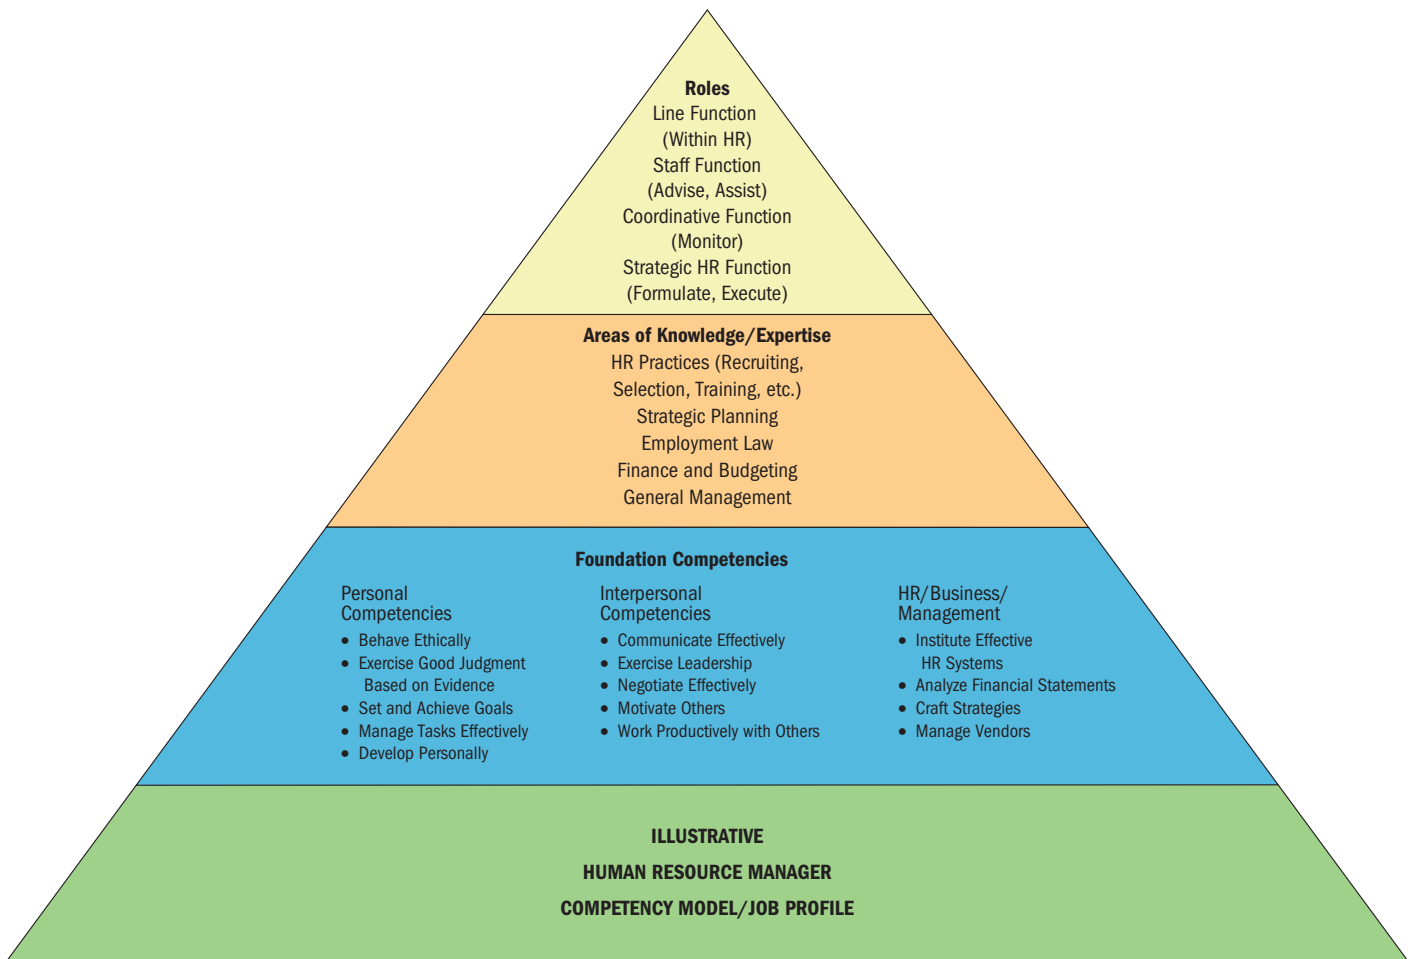 Roles
Line Function
(Within HR)
Staff Function
(Advise, Assist)
Coordinative Function
(Monitor)
Strategic HR Function
(Formulate, Execute)
Areas of Knowledge/Expertise
HR Practices (Recruiting,
Selection, Training, etc.)
Strategic Planning
Employment Law
Finance and Budgeting
General Management
Foundation Competencies
Personal
Competencies
• Behave Ethically
• Exercise Good Judgment
Based on Evidence
• Set and Achieve Goals
• Manage Tasks Effectively
• Develop Personally
Interpersonal
Competencies
• Communicate Effectively
• Exercise Leadership
• Negotiate Effectively
• Motivate Others
• Work Productively with Others
HR/Business/
Management
• Institute Effective
HR Systems
• Analyze Financial Statements
• Craft Strategies
• Manage Vendors
ILLUSTRATIVE
HUMAN RESOURCE MANAGER
COMPETENCY MODEL/JOB PROFILE